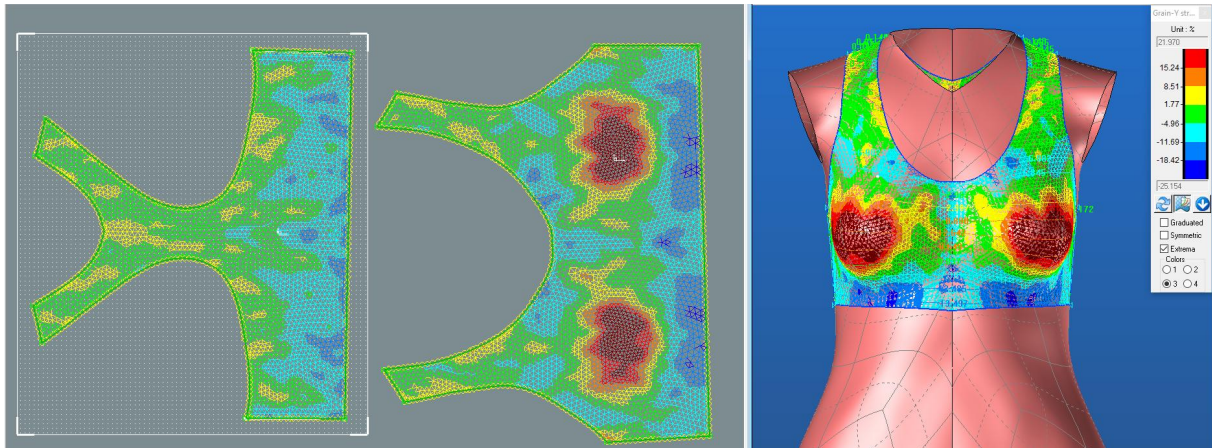 Grain-Y str...
Unit : %
21.970
15.24
8.51
1.77
-4.96
-11.69
-18.42
-25.154
Graduated
Symmetric
Extrema
Colors
1 2
3 4